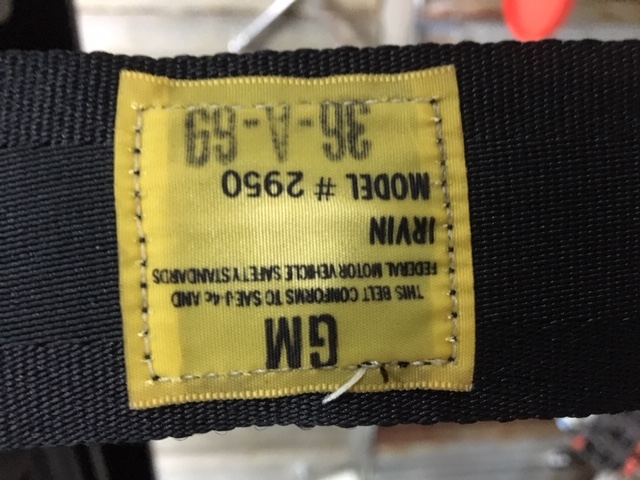 GM
THIS BELT CONFORMS TO SAE J-4c AND
FEDERAL MOTOR VEHICLE SAFETY STANDARDS
IRVIN
MODEL # 2950
36-A-69